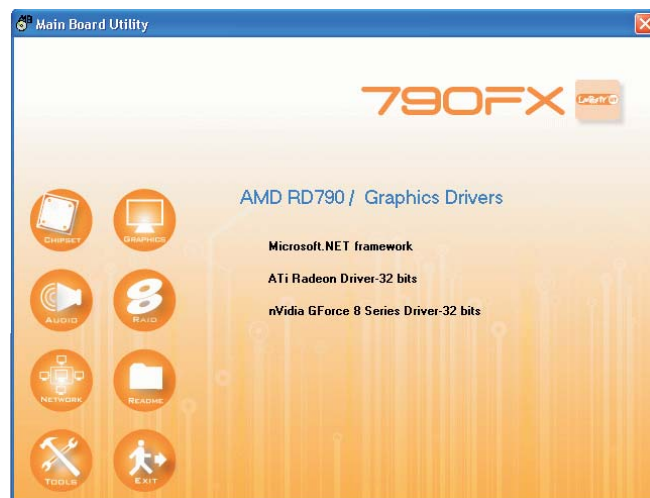 Main Board Utility
790FX
AMD RD790 / Graphics Drivers
CHIPSET
GRAPHICS
Microsoft.NET framework
ATi Radeon Driver-32 bits
AUDIO
RAID
nVidia GForce 8 Series Driver-32 bits
NETWORK
README
TOOLS
EXIT